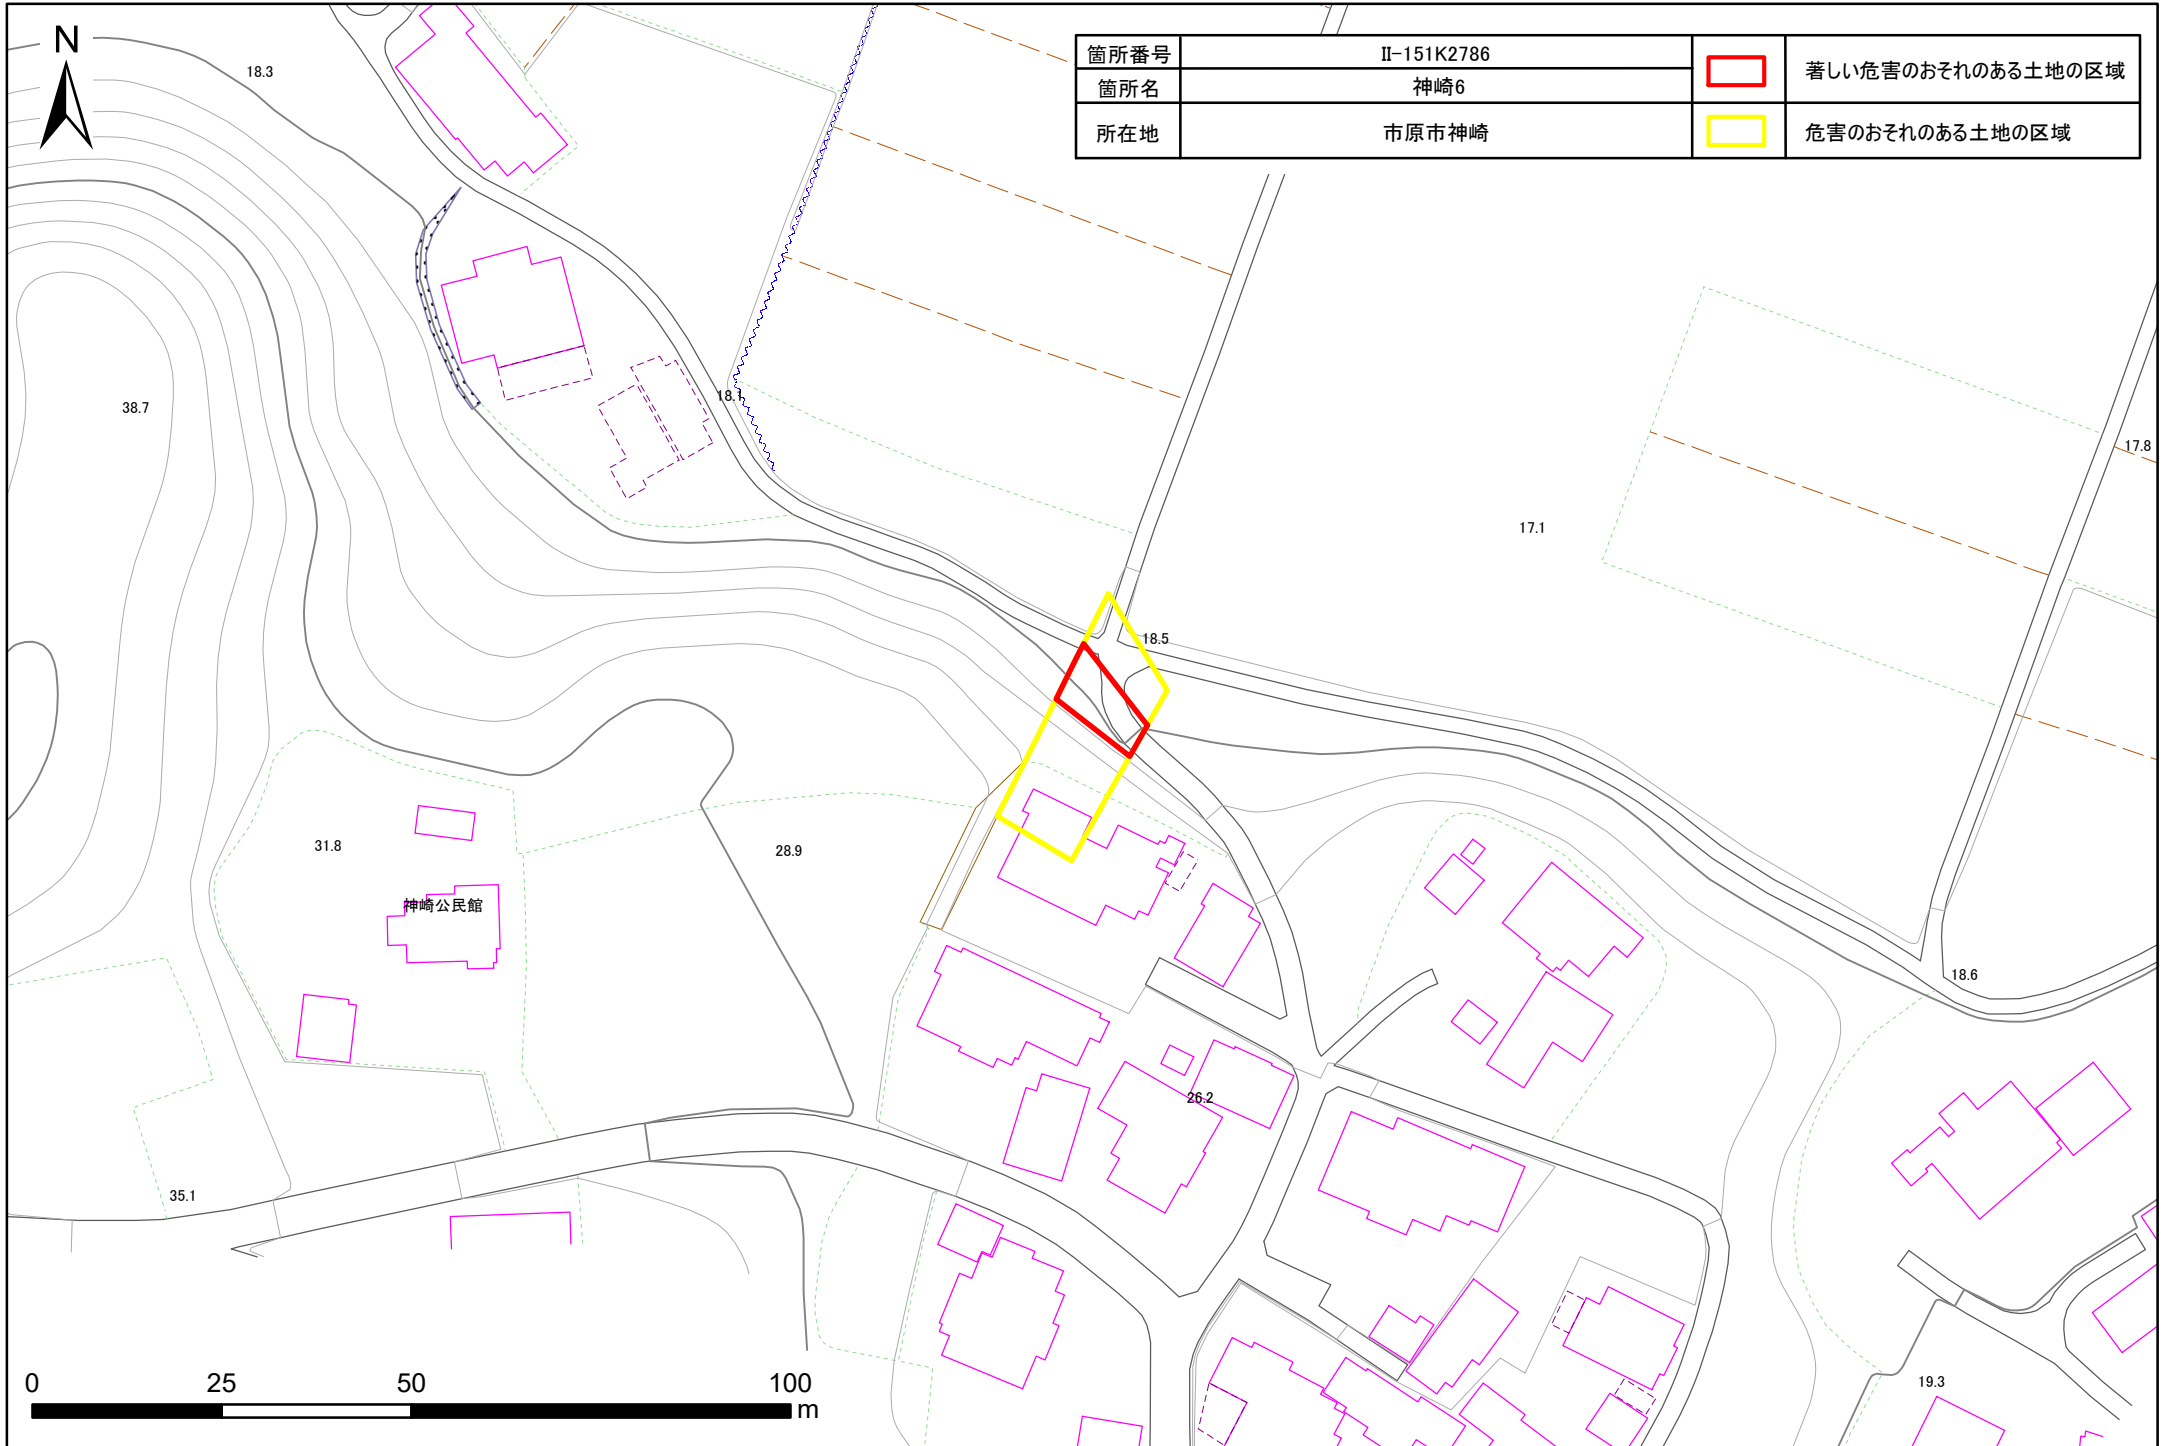 N
箇所番号 II-151K2786
箇所名 神崎6
所在地 市原市神崎
著しい危害のおそれのある土地の区域
危害のおそれのある土地の区域
18.3
38.7
18.1
17.8
17.1
18.5
31.8
28.9
神崎公民館
18.6
26.2
35.1
19.3
0 25 50 100
m